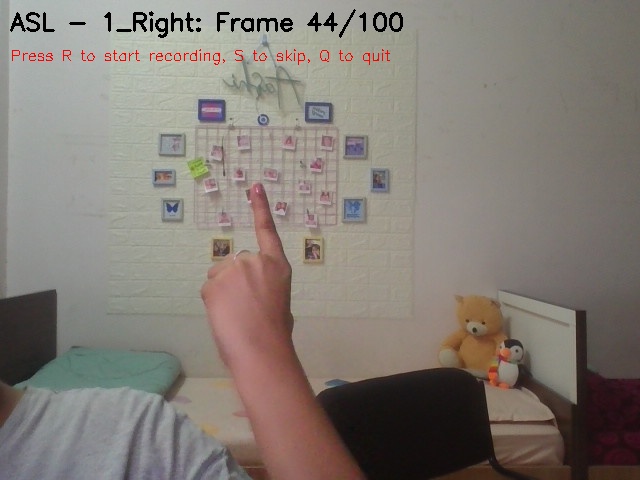 ASL - 1_Right: Frame 44/100
Press R to start recording, S to skip, Q to quit